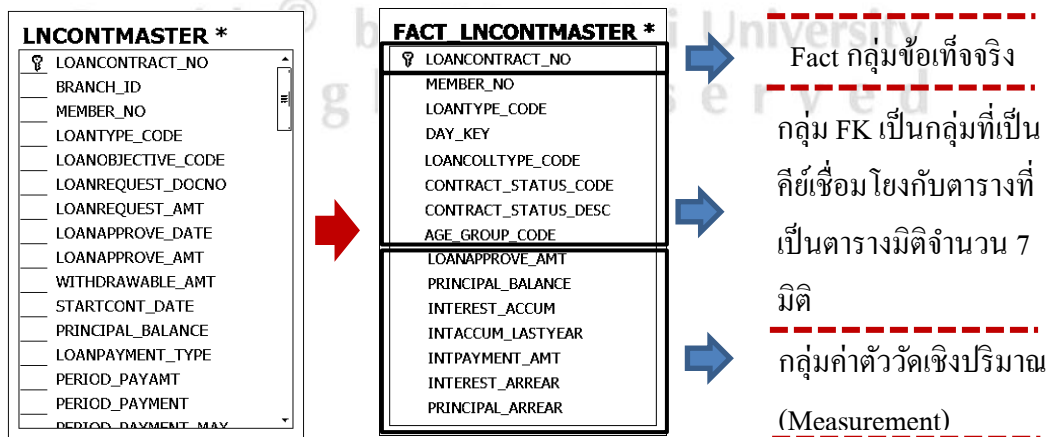 LNCONTMASTER *
LOANCONTRACT_NO
BRANCH_ID
MEMBER_NO
LOANTYPE_CODE
LOANOBJECTIVE_CODE
LOANREQUEST_DOCNO
LOANREQUEST_AMT
LOANAPPROVE_DATE
LOANAPPROVE_AMT
WITHDRAWABLE_AMT
STARTCONT_DATE
PRINCIPAL_BALANCE
LOANPAYMENT_TYPE
PERIOD_PAYAMT
PERIOD_PAYMENT
PERIOD_PAYMENT_MAX
FACT_LNCONTMASTER *
LOANCONTRACT_NO
MEMBER_NO
LOANTYPE_CODE
DAY_KEY
LOANCOLLTYPE_CODE
CONTRACT_STATUS_CODE
CONTRACT_STATUS_DESC
AGE_GROUP_CODE
LOANAPPROVE_AMT
PRINCIPAL_BALANCE
INTEREST_ACCUM
INTACCUM_LASTYEAR
INTPAYMENT_AMT
INTEREST_ARREAR
PRINCIPAL_ARREAR
Fact กลุ่มข้อเท็จจริง
กลุ่ม FK เป็นกลุ่มที่เป็น
คีย์เชื่อมโยงกับตารางที่
เป็นตารางมิติจำนวน 7
มิติ
กลุ่มค่าตัววัดเชิงปริมาณ
(Measurement)